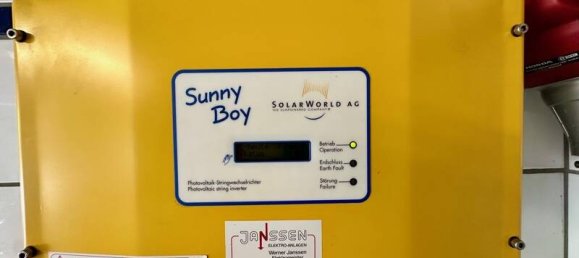 HONDA
Sunny
Boy
SOLARWORLD AG
Betrieb
Operation
Erdschluss
Earth Fault
Störung
Failure
Photovoltaik-Stringwechselrichter
Photovoltaic string inverter
JANSSEN
ELEKTRO-ANLAGEN
Werner Janssen